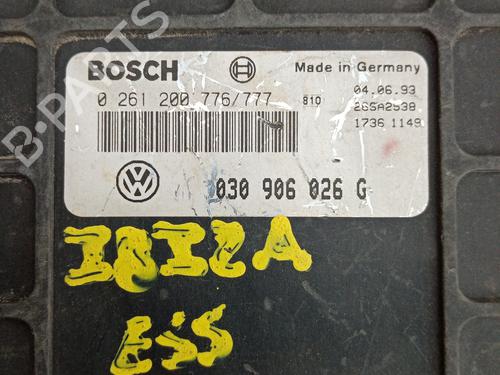 B-PARTS
BOSCH
Made in Germany
0 261 200 776/777
810
04.06.93
26SA2538
1736 1149
030 906 026 G
IBIZA